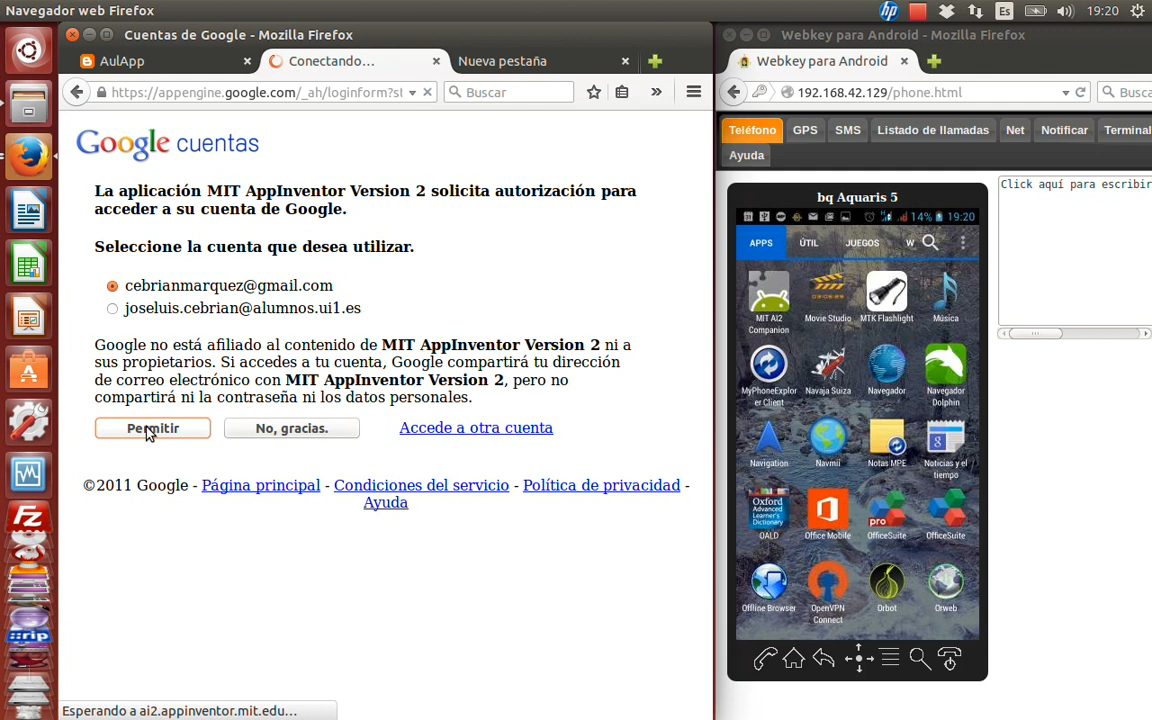 Navegador web Firefox
Es
19:20
Cuentas de Google - Mozilla Firefox
AulApp
Conectando...
Nueva pestaña
https://appengine.google.com/_ah/loginform?st
Buscar
Google cuentas
La aplicación MIT AppInventor Version 2 solicita autorización para
acceder a su cuenta de Google.
Seleccione la cuenta que desea utilizar.
cebrianmarquez@gmail.com
joseluis.cebrian@alumnos.ui1.es
Google no está afiliado al contenido de MIT AppInventor Version 2 ni a
sus propietarios. Si accedes a tu cuenta, Google compartirá tu dirección
de correo electrónico con MIT AppInventor Version 2, pero no
compartirá ni la contraseña ni los datos personales.
Permitir
No, gracias.
Accede a otra cuenta
©2011 Google - Página principal - Condiciones del servicio - Política de privacidad -
Ayuda
Esperando a ai2.appinventor.mit.edu...
Webkey para Android - Mozilla Firefox
Webkey para Android
192.168.42.129/phone.html
Busca
Teléfono GPS SMS Listado de llamadas Net Notificar Terminal
Ayuda
Click aquí para escribir
bq Aquaris 5
14% 19:20
APPS ÚTIL JUEGOS W
MIT AI2 Companion
Movie Studio
MTK Flashlight
Música
MyPhoneExplorer Client
Navaja Suiza
Navegador
Navegador Dolphin
Navigation
Navmii
Notas MPE
Noticias y el tiempo
Oxford Advanced Learner's Dictionary
OALD
Office Mobile
pro
OfficeSuite
OfficeSuite
Offline Browser
OpenVPN Connect
Orbot
Orweb